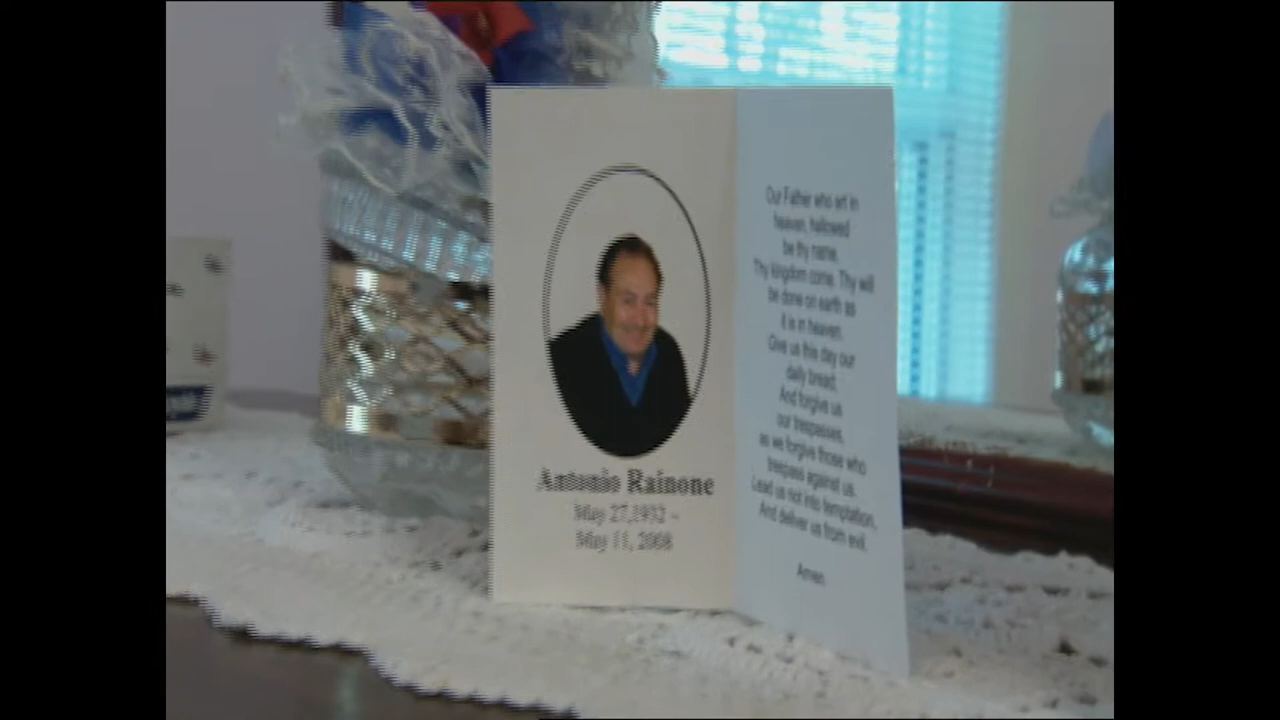 Antonio Rainone
May 27, 1932 -
May 11, 2008
Our Father who art in
heaven, hallowed
be thy name.
Thy kingdom come. Thy will
be done on earth as
it is in heaven.
Give us this day our
daily bread.
And forgive us
our trespasses,
as we forgive those who
trespass against us.
Lead us not into temptation,
And deliver us from evil.
Amen.